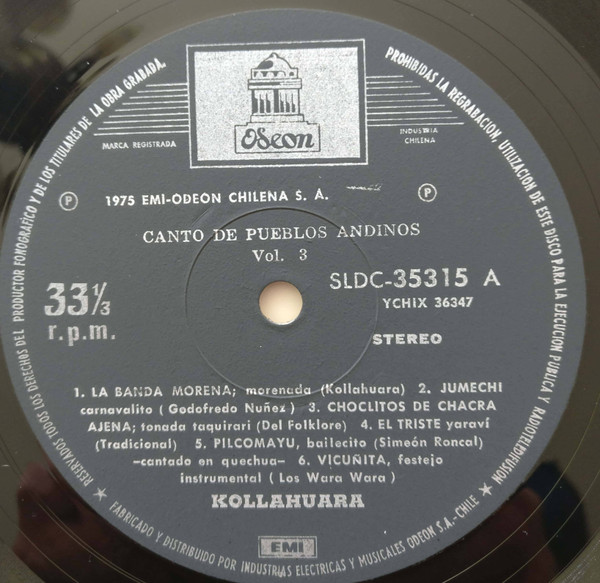 RESERVADOS TODOS LOS DERECHOS DEL PRODUCTOR FONOGRAFICO Y DE LOS TITULARES DE LA OBRA GRABADA.
PROHIBIDAS LA REGRABACION, UTILIZACION DE ESTE DISCO PARA LA EJECUCION PUBLICA Y RADIOTELEDIFUSION
Odeon
MARCA REGISTRADA
INDUSTRIA
CHILENA
Ⓟ 1975 EMI-ODEON CHILENA S. A. Ⓟ
CANTO DE PUEBLOS ANDINOS
Vol. 3
33⅓
r.p.m.
SLDC-35315 A
YCHIX 36347
STEREO
1. LA BANDA MORENA; morenada (Kollahuara) 2. JUMECHI
carnavalito (Godofredo Nuñez) 3. CHOCLITOS DE CHACRA
AJENA; tonada taquirari (Del Folklore) 4. EL TRISTE yaraví
(Tradicional) 5. PILCOMAYU, bailecito (Simeón Roncal)
-cantado en quechua- 6. VICUÑITA, festejo
instrumental (Los Wara Wara)
KOLLAHUARA
EMI
★ FABRICADO Y DISTRIBUIDO POR INDUSTRIAS ELECTRICAS Y MUSICALES ODEON S.A.-CHILE ★